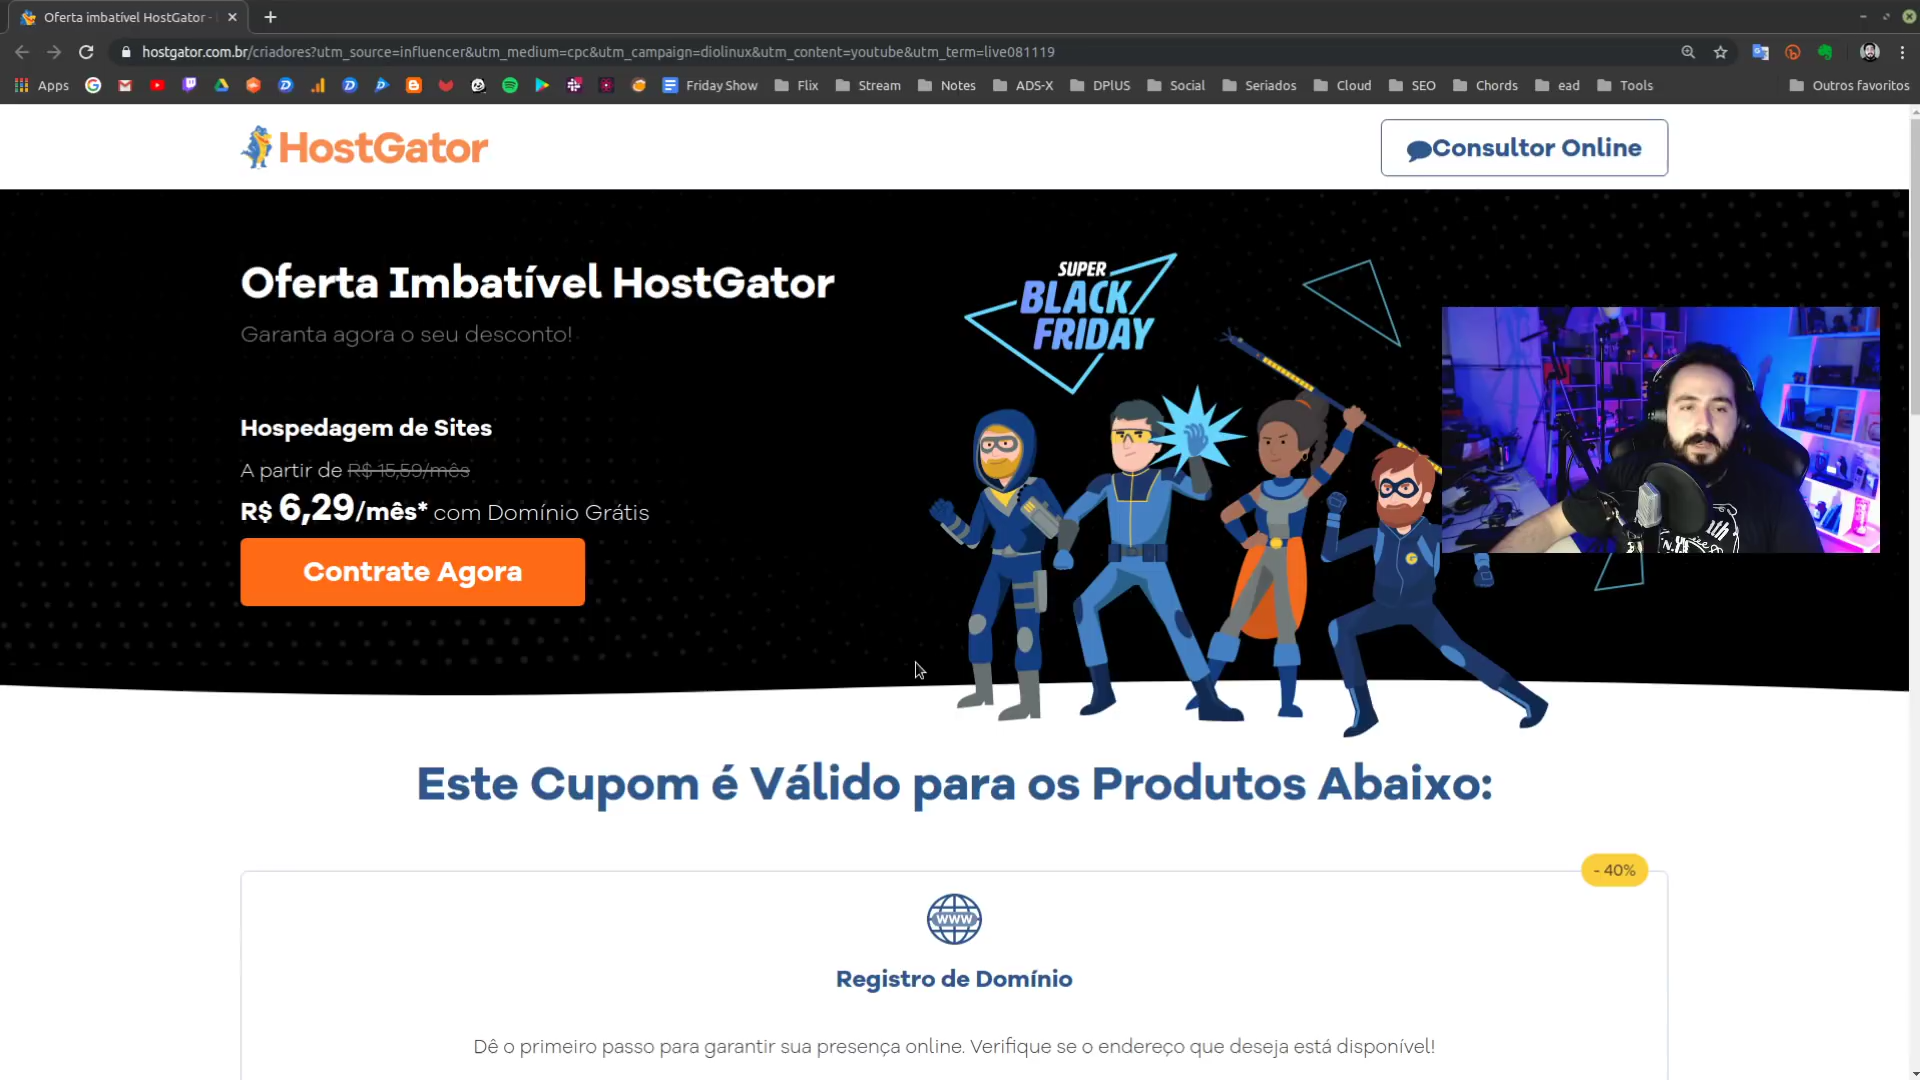 Oferta imbatível HostGator -
hostgator.com.br/criadores?utm_source=influencer&utm_medium=cpc&utm_campaign=diolinux&utm_content=youtube&utm_term=live081119
Apps Friday Show Flix Stream Notes ADS-X DPlUS Social Seriados Cloud SEO Chords ead Tools Outros favoritos
HostGator
Consultor Online
Oferta Imbatível HostGator
Garanta agora o seu desconto!
SUPER
BLACK
FRIDAY
Hospedagem de Sites
A partir de R$ 15,59/mês
R$ 6,29/mês* com Domínio Grátis
Contrate Agora
Este Cupom é Válido para os Produtos Abaixo:
- 40%
WWW
Registro de Domínio
Dê o primeiro passo para garantir sua presença online. Verifique se o endereço que deseja está disponível!